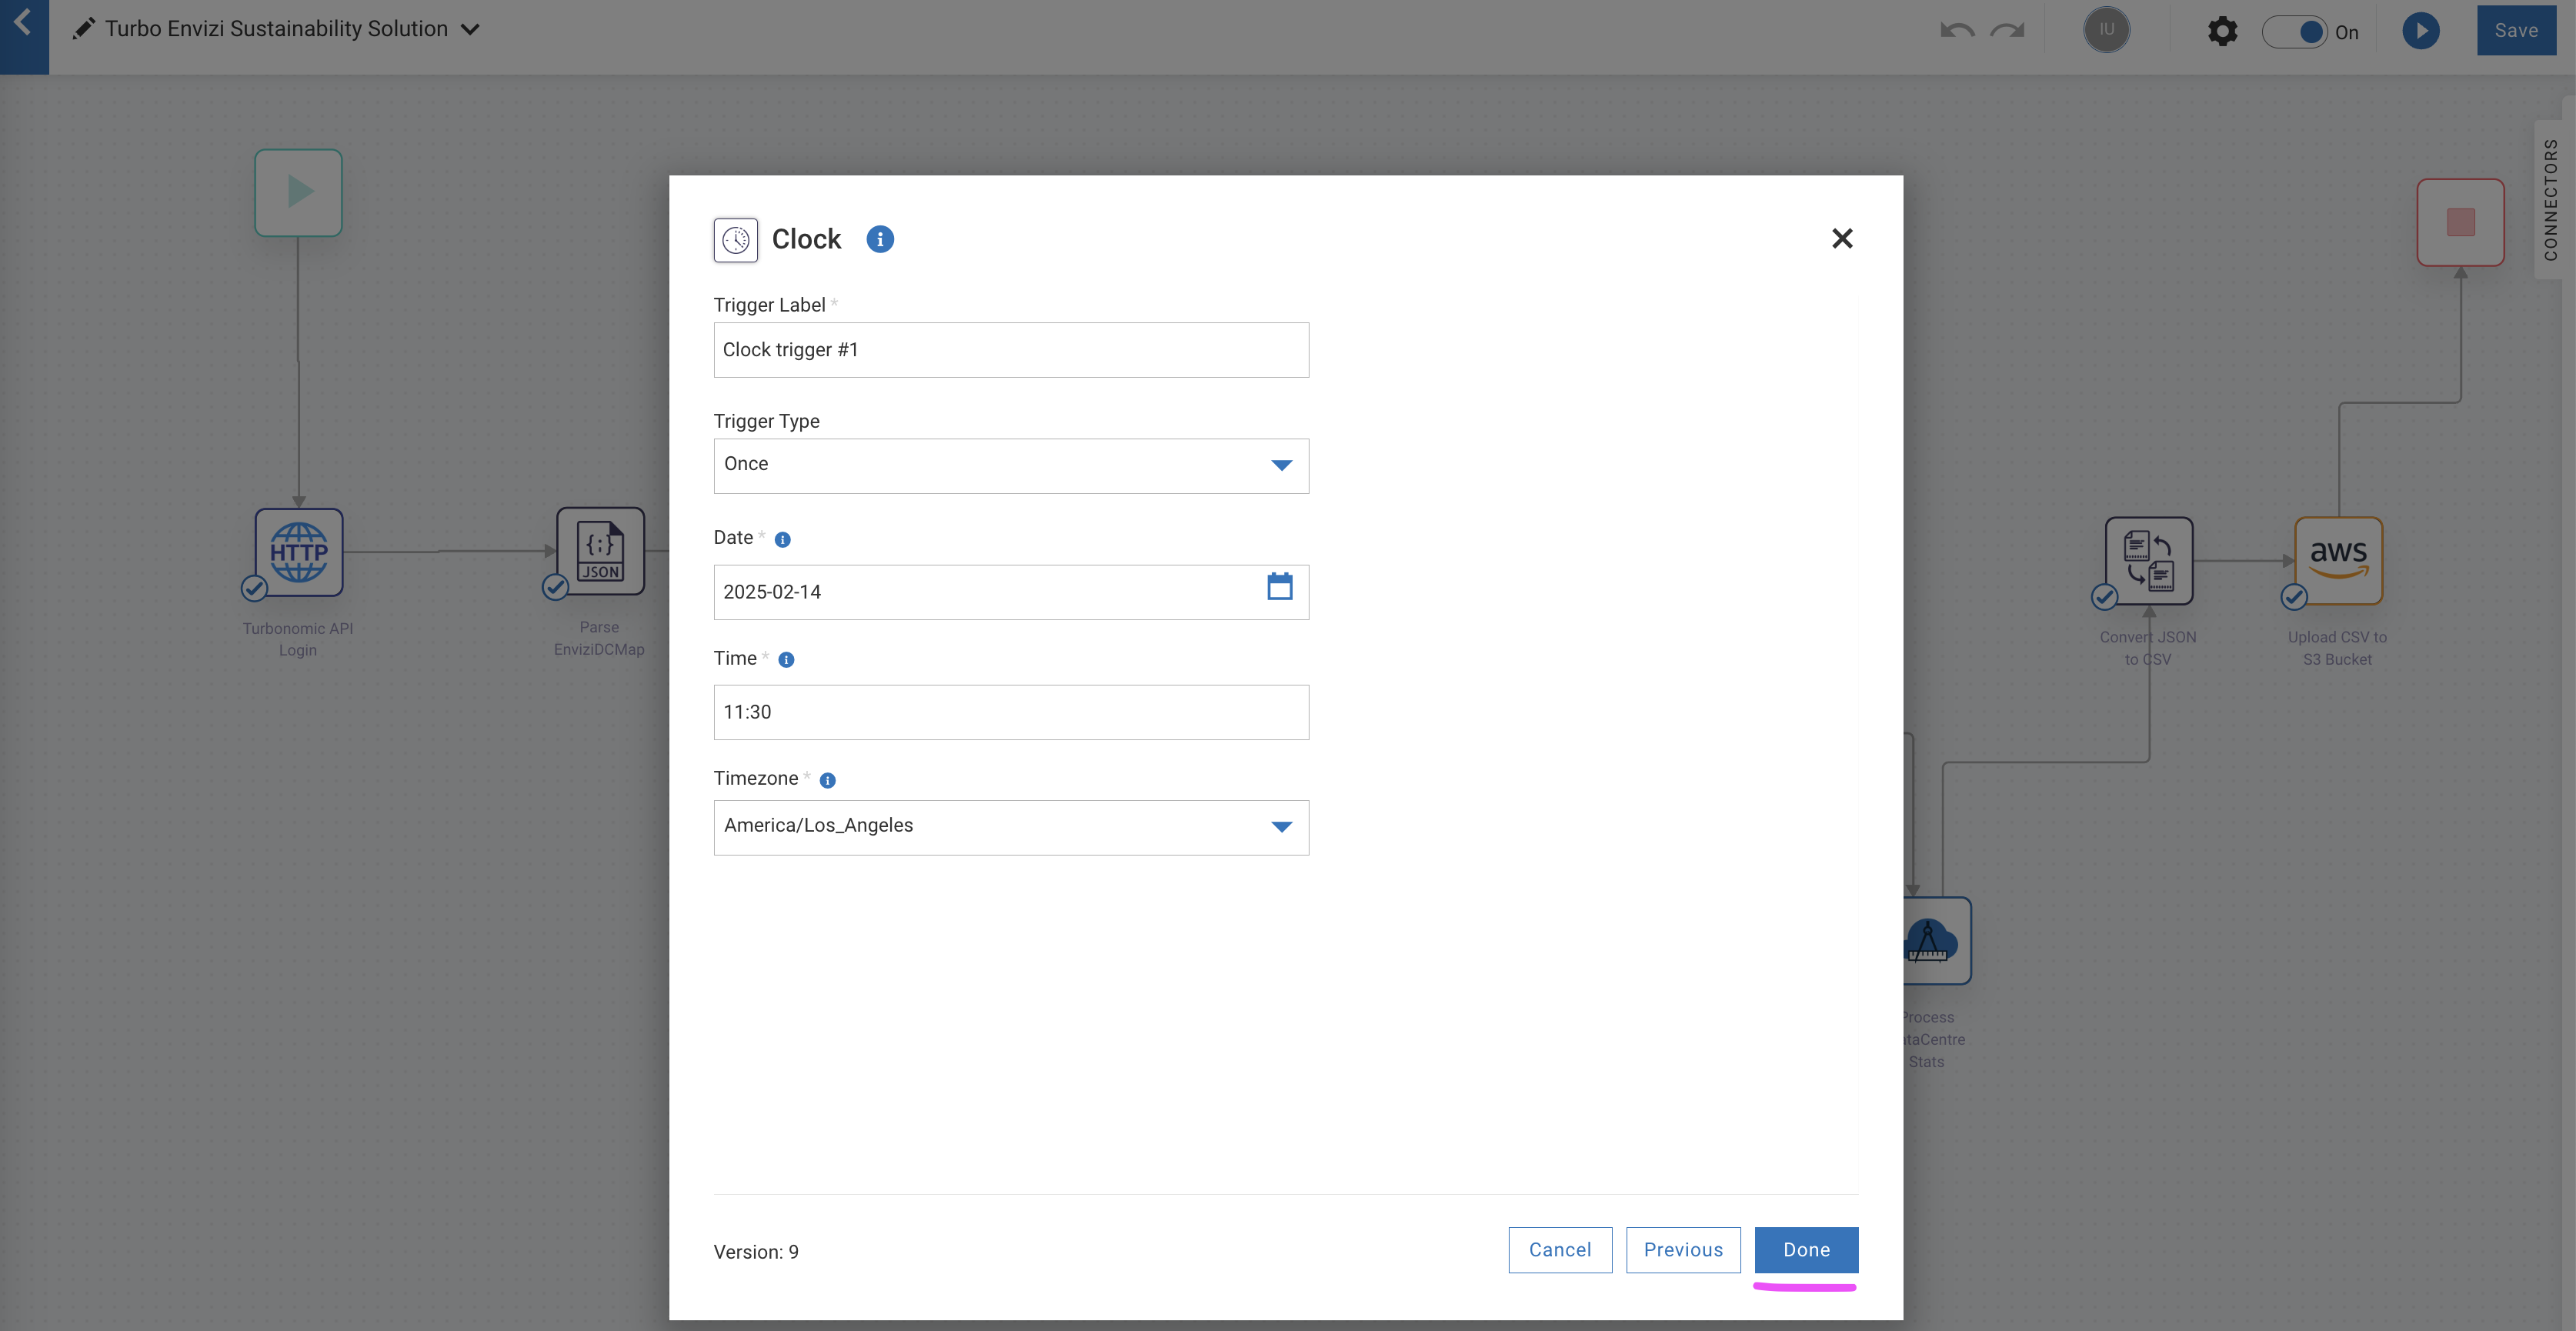 Turbo Envizi Sustainability Solution
IU
On
Save
CONNECTORS
Clock
Trigger Label *
Clock trigger #1
Trigger Type
Once
Date *
2025-02-14
Time *
11:30
Timezone *
America/Los_Angeles
HTTP
Turbonomic API
Login
{;}
JSON
Parse
EnviziDCMap
Convert JSON
to CSV
aws
Upload CSV to
S3 Bucket
Process
Stats
Version: 9
Cancel
Previous
Done